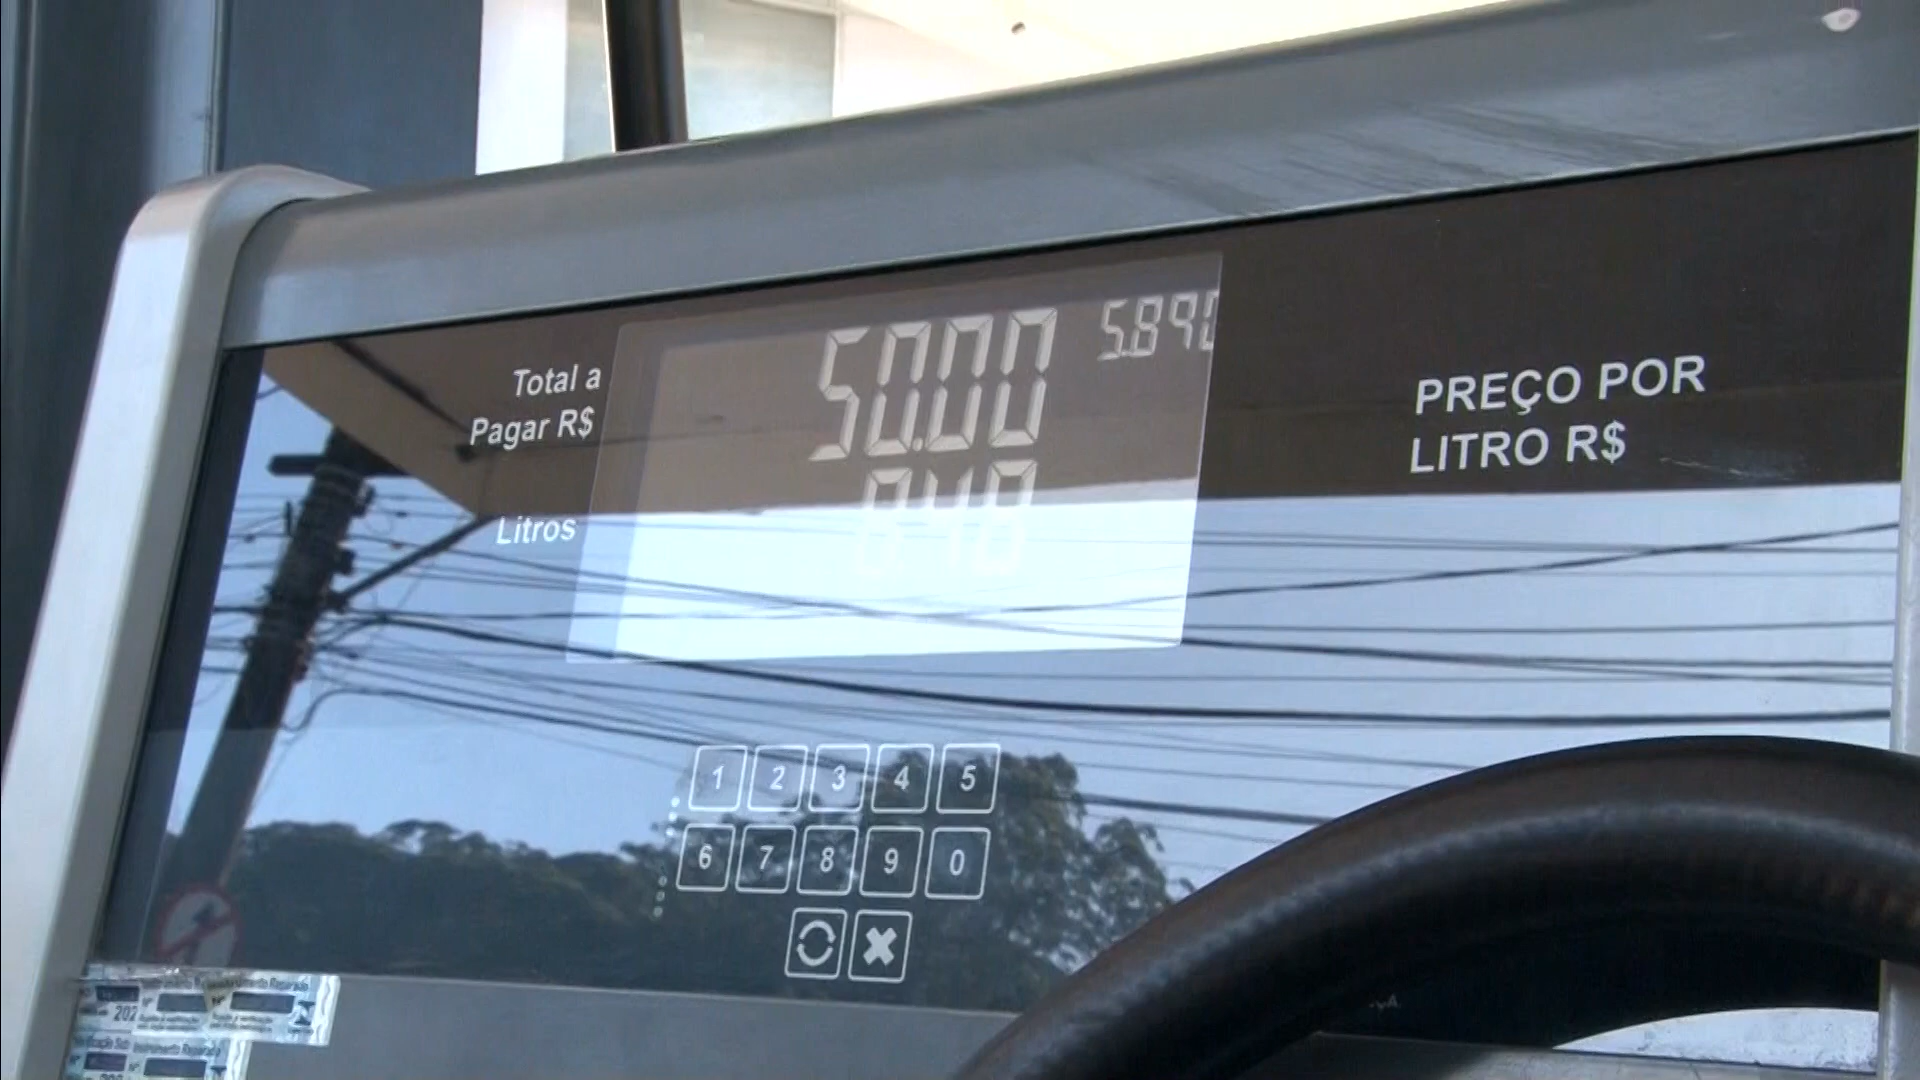 50.00
5.890
Total a
Pagar R$
PREÇO POR
LITRO R$
Litros
1 2 3 4 5
6 7 8 9 0